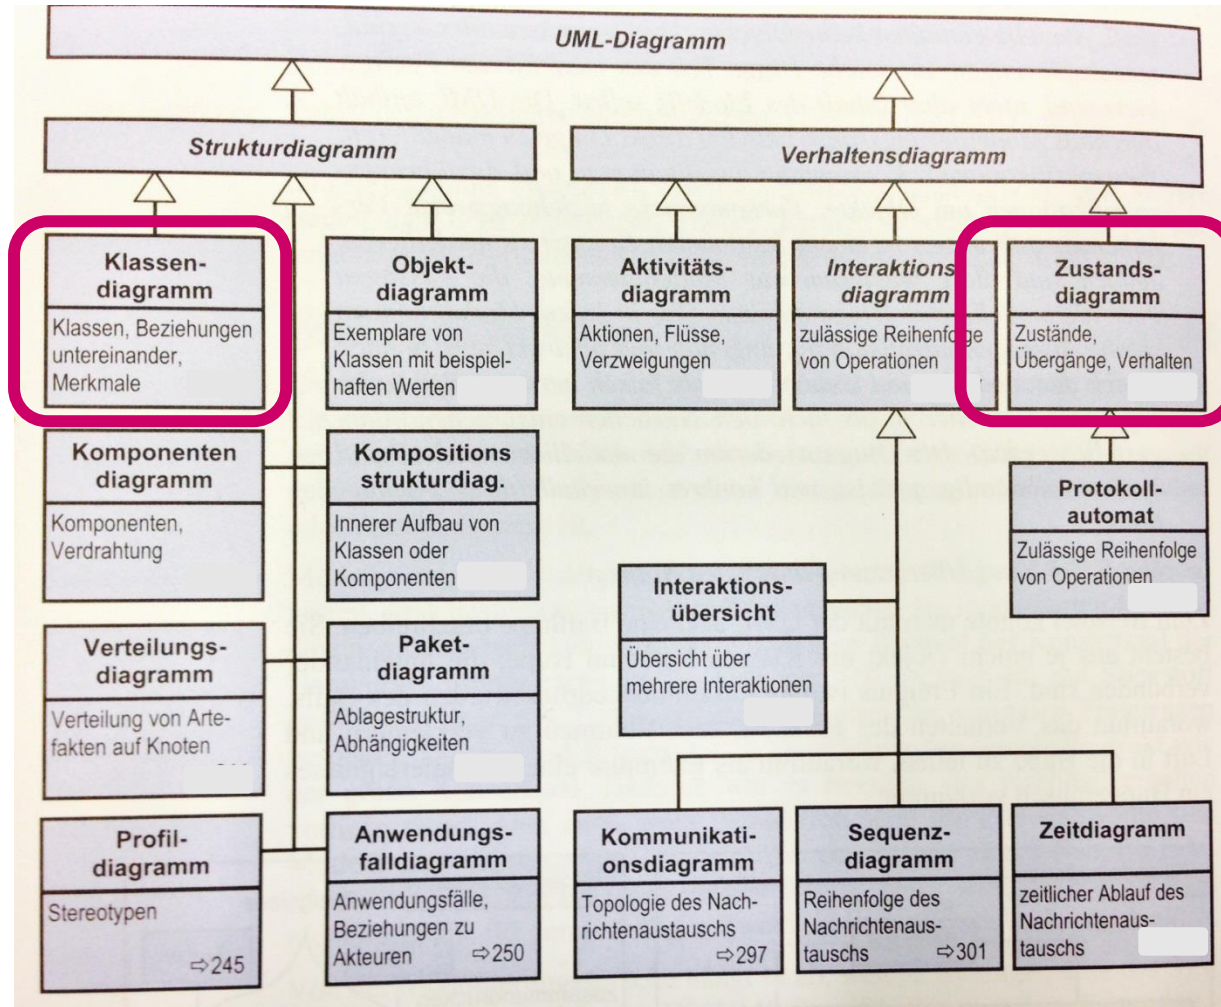 UML-Diagramm
Strukturdiagramm
Verhaltensdiagramm
Klassen-
diagramm
Klassen, Beziehungen
untereinander,
Merkmale
Objekt-
diagramm
Exemplare von
Klassen mit beispiel-
haften Werten
Aktivitäts-
diagramm
Aktionen, Flüsse,
Verzweigungen
Interaktions
diagramm
zulässige Reihenfolge
von Operationen
Zustands-
diagramm
Zustände,
Übergänge, Verhalten
Komponenten
diagramm
Komponenten,
Verdrahtung
Kompositions
strukturdiag.
Innerer Aufbau von
Klassen oder
Komponenten
Protokoll-
automat
Zulässige Reihenfolge
von Operationen
Interaktions-
übersicht
Übersicht über
mehrere Interaktionen
Verteilungs-
diagramm
Verteilung von Arte-
fakten auf Knoten
Paket-
diagramm
Ablagestruktur,
Abhängigkeiten
Profil-
diagramm
Stereotypen
⇨245
Anwendungs-
falldiagramm
Anwendungsfälle,
Beziehungen zu
Akteuren ⇨250
Kommunikati-
onsdiagramm
Topologie des Nach-
richtenaustauschs
⇨297
Sequenz-
diagramm
Reihenfolge des
Nachrichtenaus-
tauschs ⇨301
Zeitdiagramm
zeitlicher Ablauf des
Nachrichtenaus-
tauschs